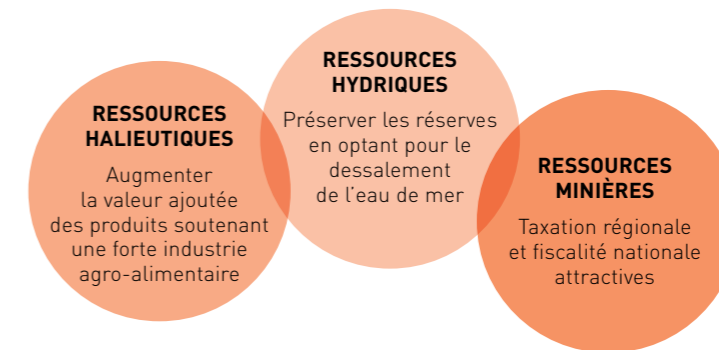 RESSOURCES
HALIEUTIQUES
Augmenter
la valeur ajoutée
des produits soutenant
une forte industrie
agro-alimentaire
RESSOURCES
HYDRIQUES
Préserver les réserves
en optant pour le
dessalement
de l’eau de mer
RESSOURCES
MINIÈRES
Taxation régionale
et fiscalité nationale
attractives